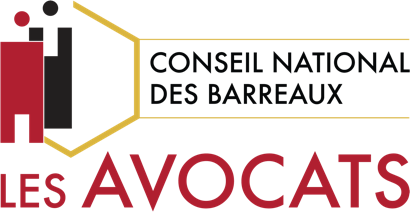 CONSEIL NATIONAL
DES BARREAUX
LES AVOCATS